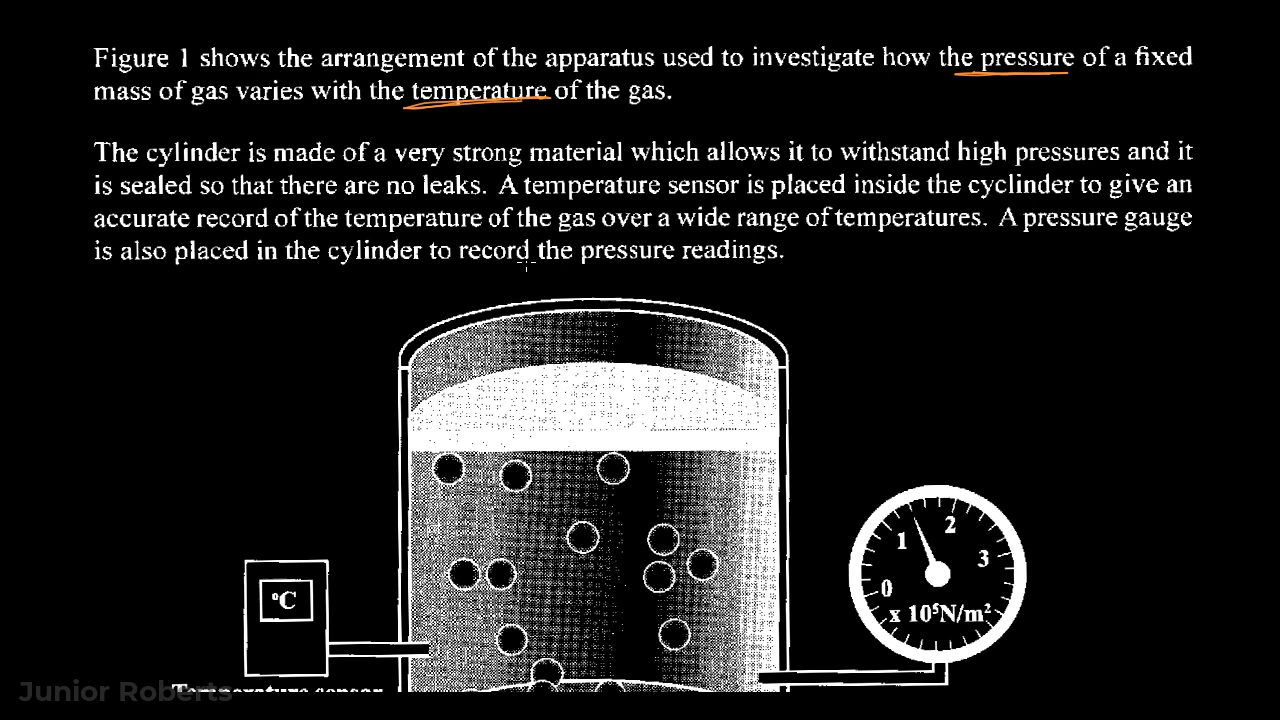 Figure 1 shows the arrangement of the apparatus used to investigate how the pressure of a fixed
mass of gas varies with the temperature of the gas.
The cylinder is made of a very strong material which allows it to withstand high pressures and it
is sealed so that there are no leaks. A temperature sensor is placed inside the cyclinder to give an
accurate record of the temperature of the gas over a wide range of temperatures. A pressure gauge
is also placed in the cylinder to record the pressure readings.
0 1 2 3
x 10⁵N/m²
°C
Temperature sensor
Junior Roberts